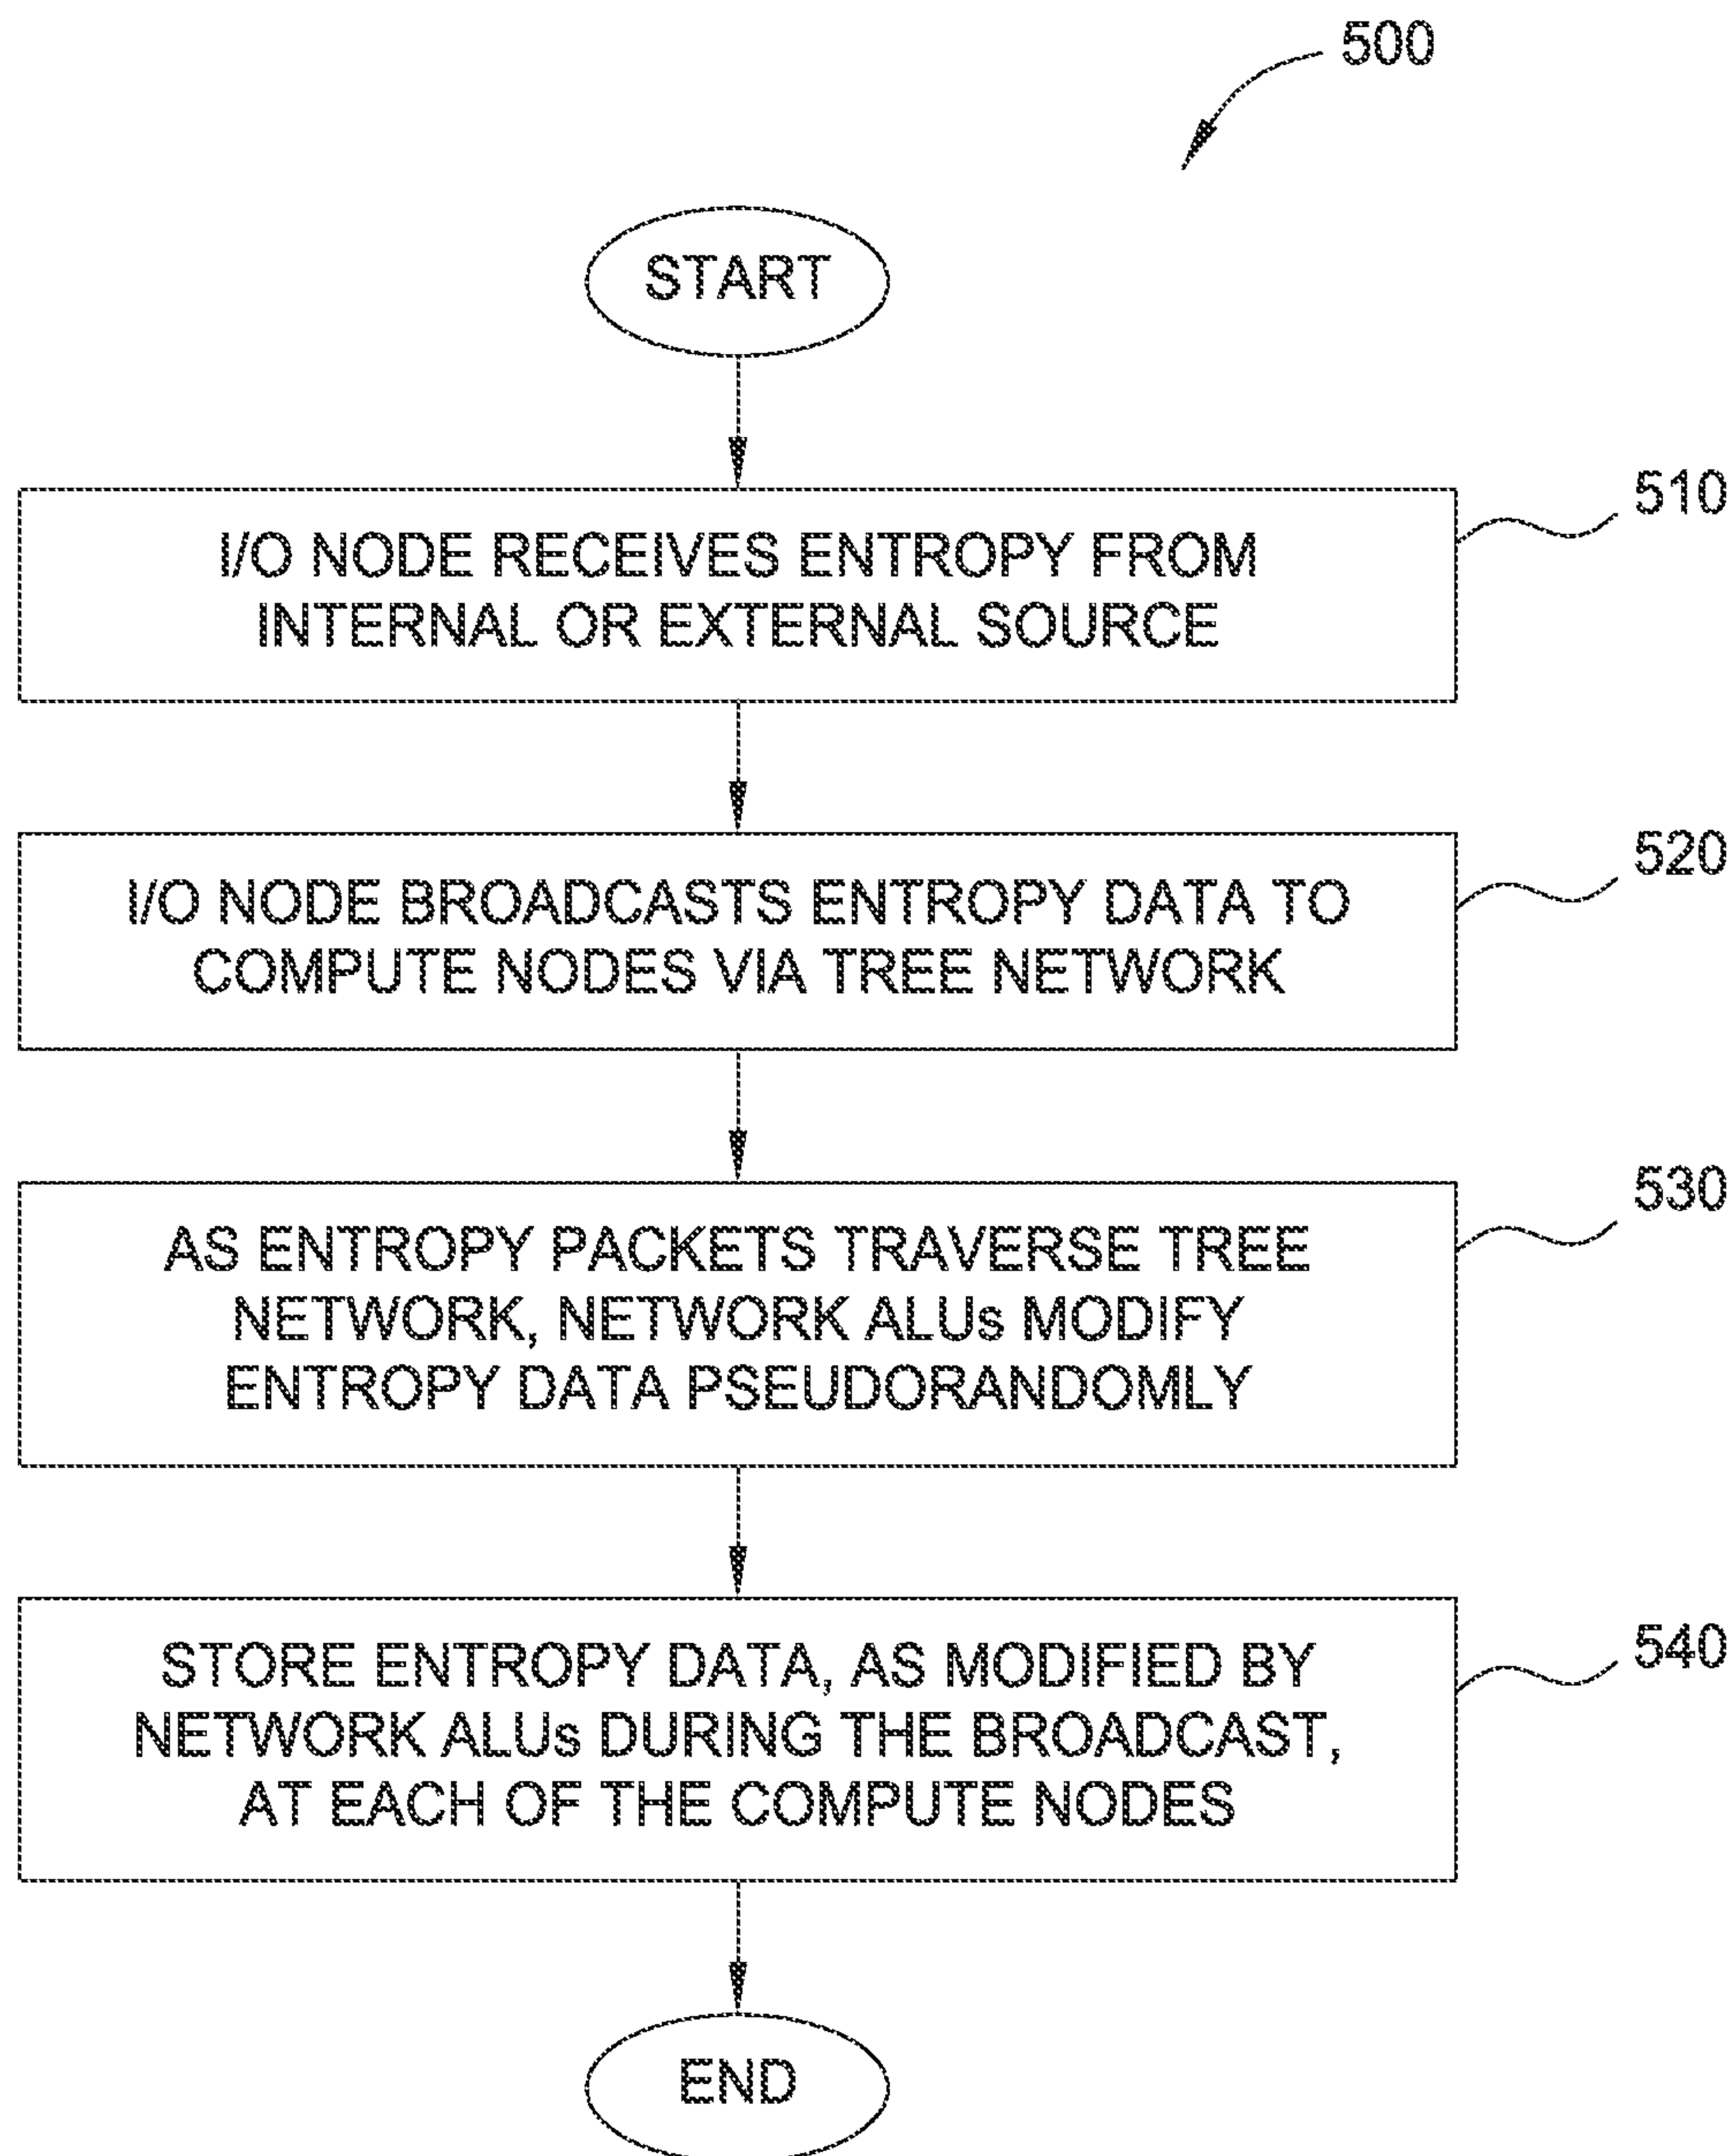 500
START
510
I/O NODE RECEIVES ENTROPY FROM
INTERNAL OR EXTERNAL SOURCE
520
I/O NODE BROADCASTS ENTROPY DATA TO
COMPUTE NODES VIA TREE NETWORK
530
AS ENTROPY PACKETS TRAVERSE TREE
NETWORK, NETWORK ALUs MODIFY
ENTROPY DATA PSEUDORANDOMLY
540
STORE ENTROPY DATA, AS MODIFIED BY
NETWORK ALUs DURING THE BROADCAST,
AT EACH OF THE COMPUTE NODES
END